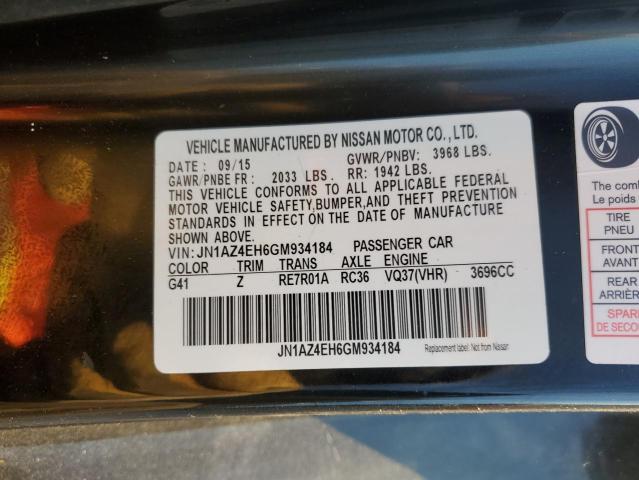 VEHICLE MANUFACTURED BY NISSAN MOTOR CO., LTD.
DATE : 09/15 GVWR/PNBV: 3968 LBS.
GAWR/PNBE FR : 2033 LBS . RR: 1942 LBS.
THIS VEHICLE CONFORMS TO ALL APPLICABLE FEDERAL
MOTOR VEHICLE SAFETY,BUMPER,AND THEFT PREVENTION
STANDARDS IN EFFECT ON THE DATE OF MANUFACTURE
SHOWN ABOVE.
VIN: JN1AZ4EH6GM934184 PASSENGER CAR
COLOR TRIM TRANS AXLE ENGINE
G41 Z RE7R01A RC36 VQ37(VHR) 3696CC
JN1AZ4EH6GM934184
Replacement label: Not from Nissan
The comb
Le poids
TIRE
PNEU
FRONT
AVANT
REAR
ARRIÈR
SPARE
DE SECO